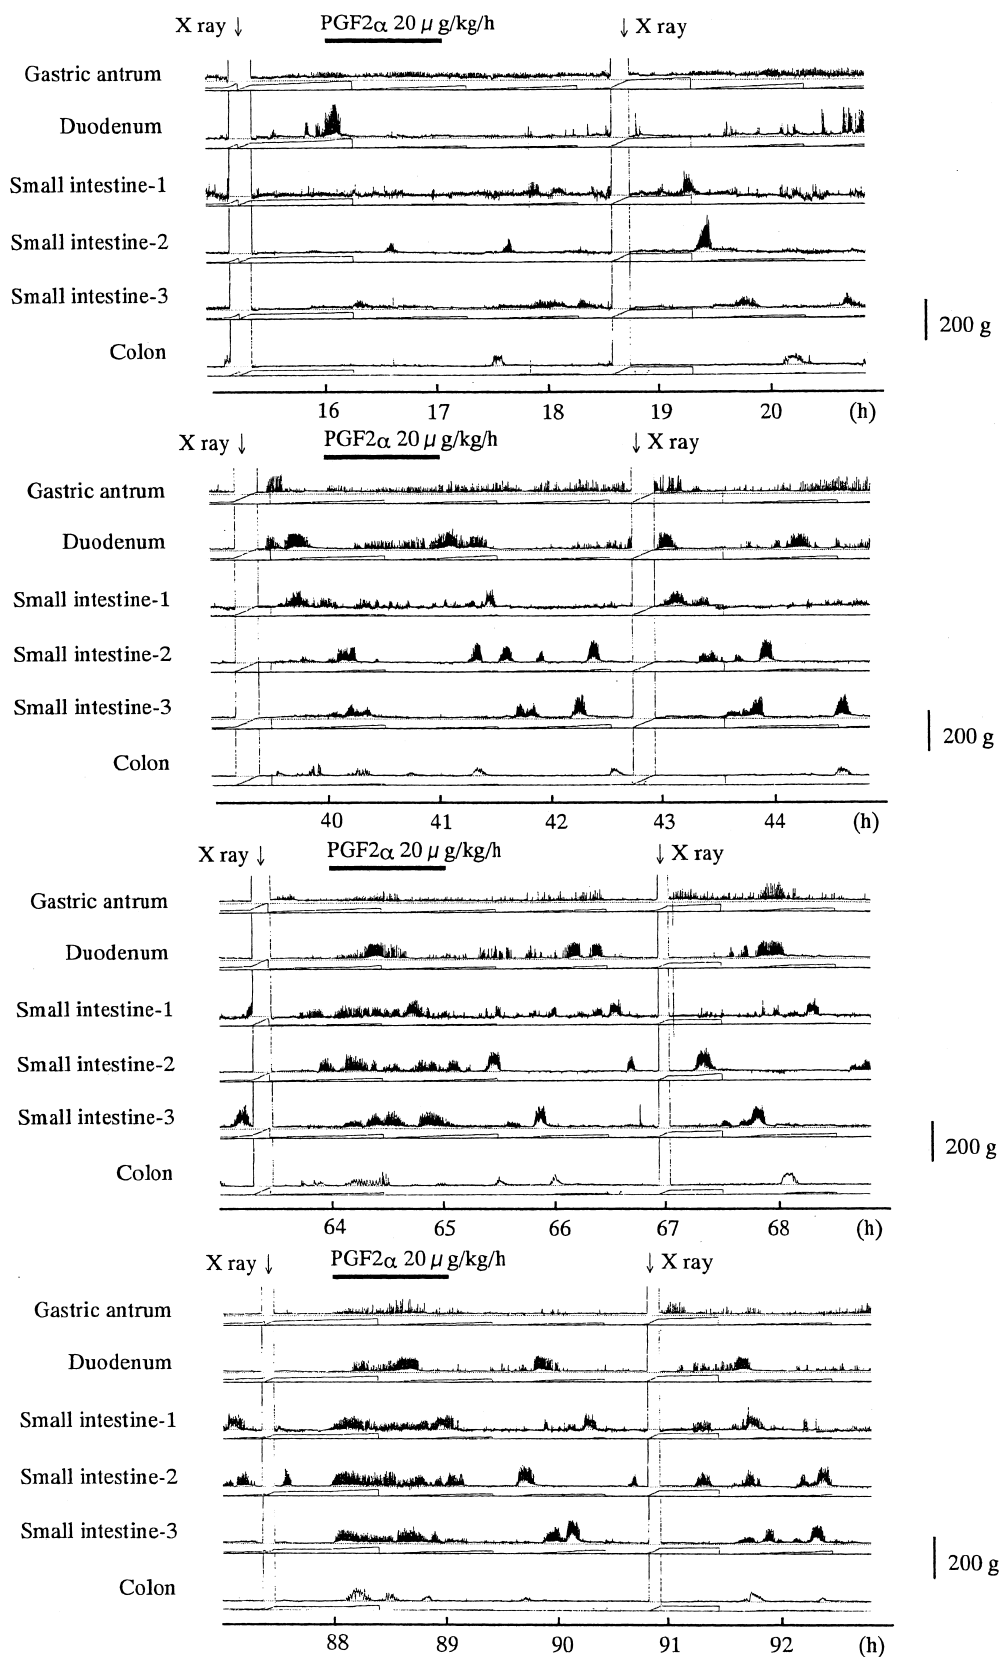 X ray ↓ PGF2α 20 μ g/kg/h ↓ X ray
Gastric antrum
Duodenum
Small intestine-1
Small intestine-2
Small intestine-3
200 g
Colon
16 17 18 19 20 (h)
X ray ↓ PGF2α 20 μ g/kg/h ↓ X ray
Gastric antrum
Duodenum
Small intestine-1
Small intestine-2
Small intestine-3
200 g
Colon
40 41 42 43 44 (h)
X ray ↓ PGF2α 20 μ g/kg/h ↓ X ray
Gastric antrum
Duodenum
Small intestine-1
Small intestine-2
Small intestine-3
200 g
Colon
64 65 66 67 68 (h)
X ray ↓ PGF2α 20 μ g/kg/h ↓ X ray
Gastric antrum
Duodenum
Small intestine-1
Small intestine-2
Small intestine-3
200 g
Colon
88 89 90 91 92 (h)